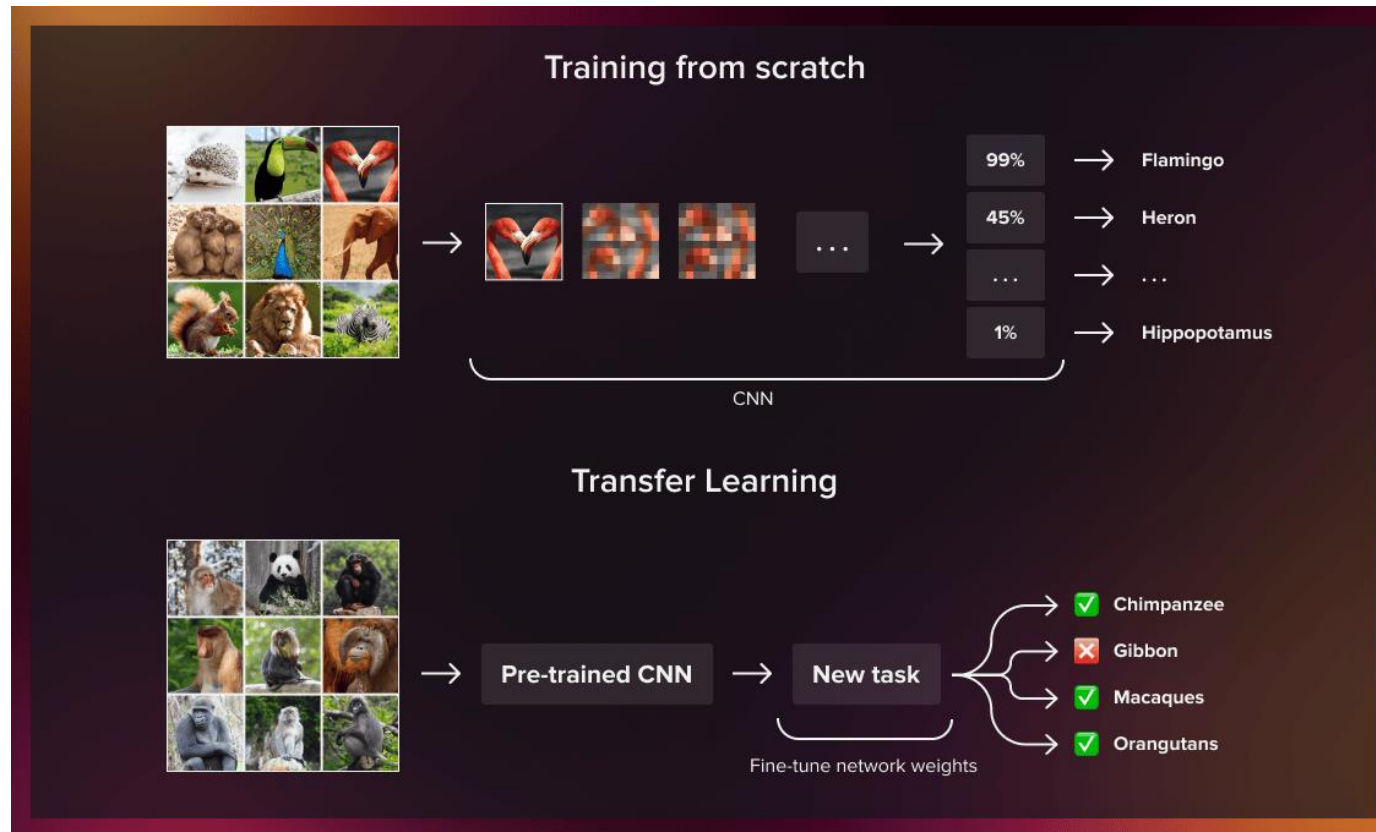 Training from scratch
99%
Flamingo
45%
Heron
...
...
...
1%
Hippopotamus
CNN
Transfer Learning
Pre-trained CNN
New task
Chimpanzee
Gibbon
Macaques
Orangutans
Fine-tune network weights